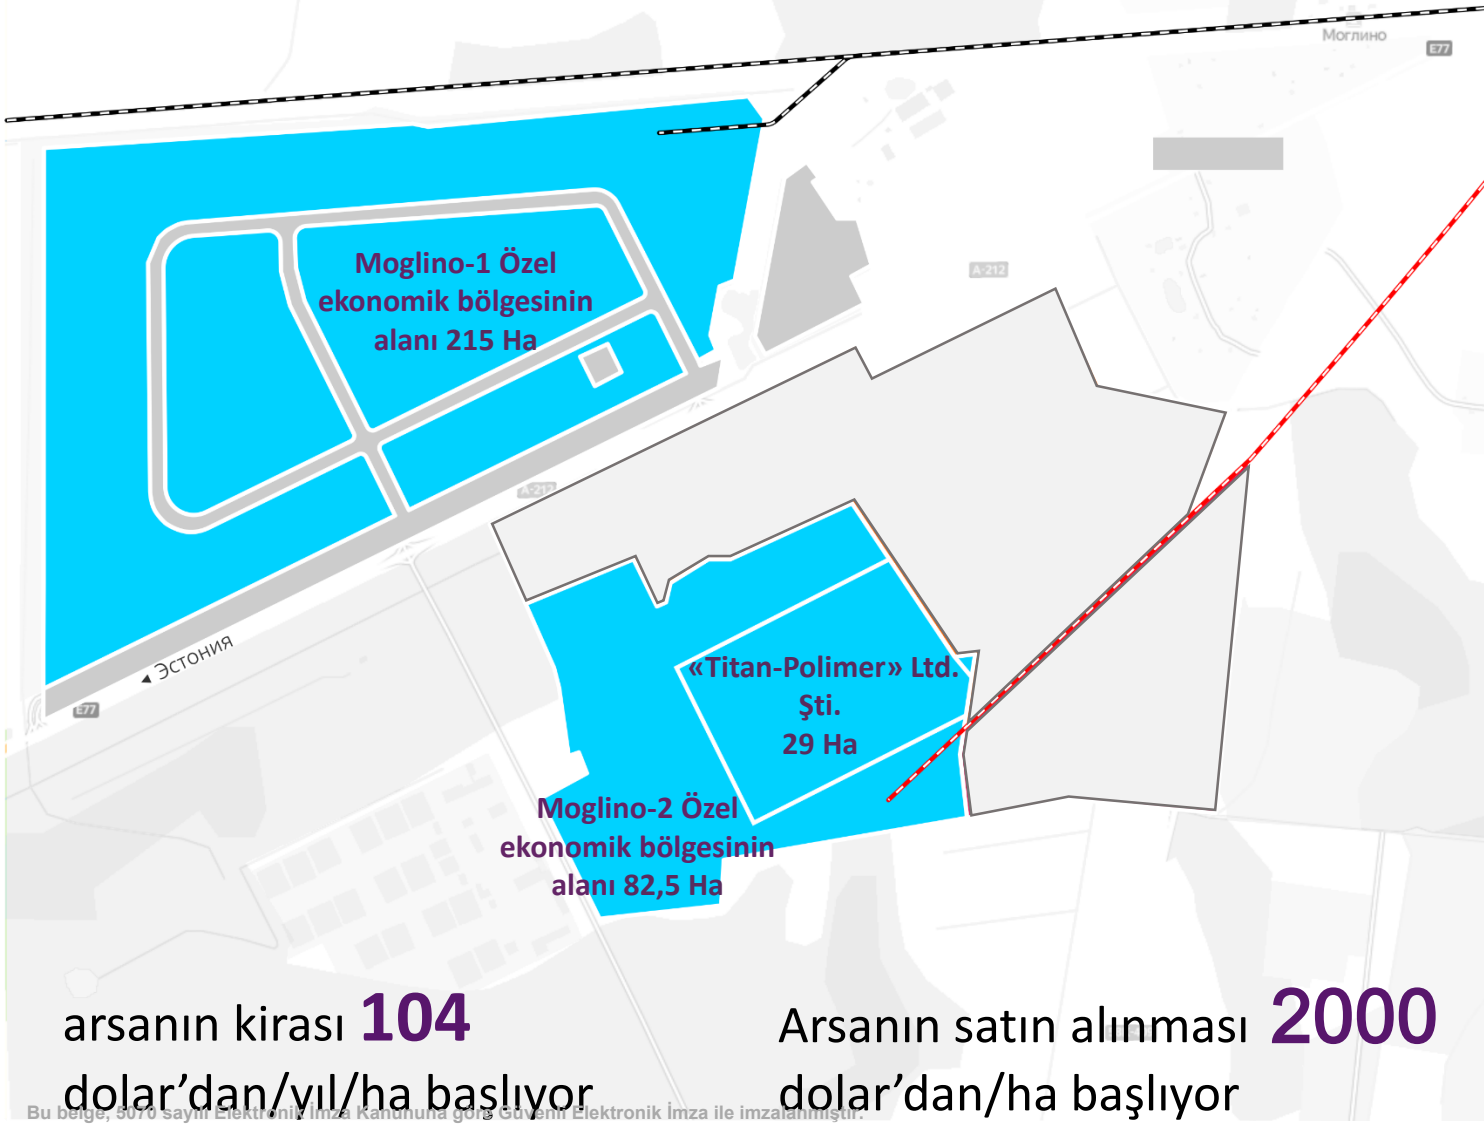 Моглино
E77
Moglino-1 Özel
ekonomik bölgesinin
alanı 215 Ha
A-212
A-212
◄ Эстония
E77
«Titan-Polimer» Ltd.
Şti.
29 Ha
Moglino-2 Özel
ekonomik bölgesinin
alanı 82,5 Ha
arsanın kirası 104
dolar’dan/yıl/ha başlıyor
Arsanın satın alınması 2000
dolar’dan/ha başlıyor
Bu belge, 5070 sayılı Elektronik İmza Kanununa göre Güvenli Elektronik İmza ile imzalanmıştır.